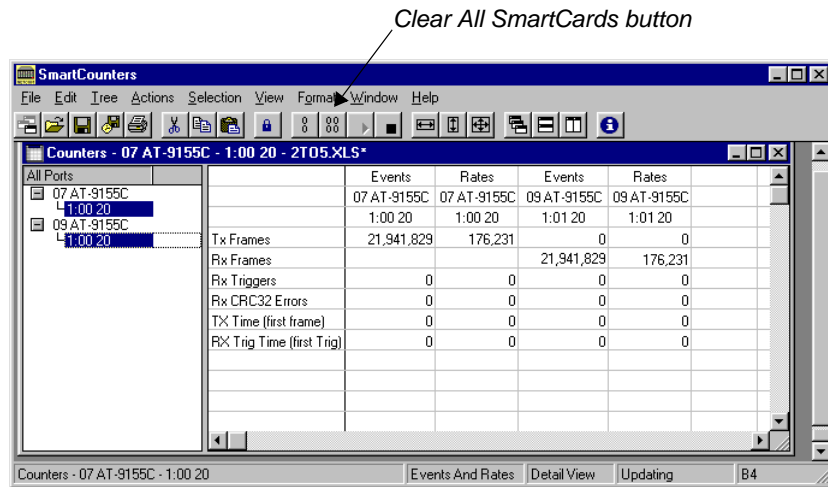 Clear All SmartCards button
SmartCounters
File Edit Tree Actions Selection View Format Window Help
Counters - 07 AT-9155C - 1:00 20 - 2TO5.XLS*
All Ports
07 AT-9155C
1:00 20
09 AT-9155C
1:00 20
Events Rates Events Rates
07 AT-9155C 07 AT-9155C 09 AT-9155C 09 AT-9155C
1:00 20 1:00 20 1:01 20 1:01 20
Tx Frames 21,941,829 176,231 0 0
Rx Frames 21,941,829 176,231
Rx Triggers 0 0 0 0
Rx CRC32 Errors 0 0 0 0
TX Time (first frame) 0 0 0 0
RX Trig Time (first Trig) 0 0 0 0
Counters - 07 AT-9155C - 1:00 20 Events And Rates Detail View Updating B4